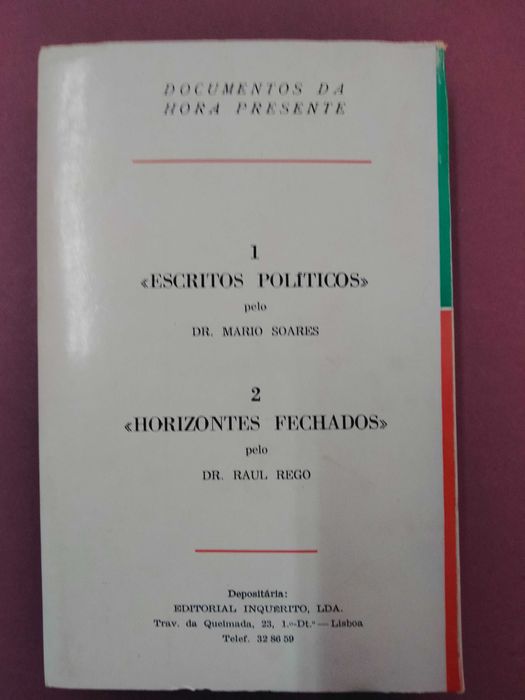 DOCUMENTOS DA
HORA PRESENTE
1
«ESCRITOS POLÍTICOS»
pelo
DR. MARIO SOARES
2
«HORIZONTES FECHADOS»
pelo
DR. RAUL REGO
Depositária:
EDITORIAL INQUÉRITO, LDA.
Trav. da Queimada, 23, 1.º-Dt.º — Lisboa
Telef. 32 86 59